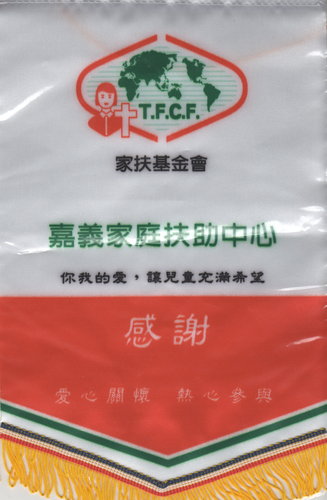 T.F.C.F.
家扶基金會
嘉義家庭扶助中心
你我的愛，讓兒童充滿希望
感謝
愛心關懷 熱心參與